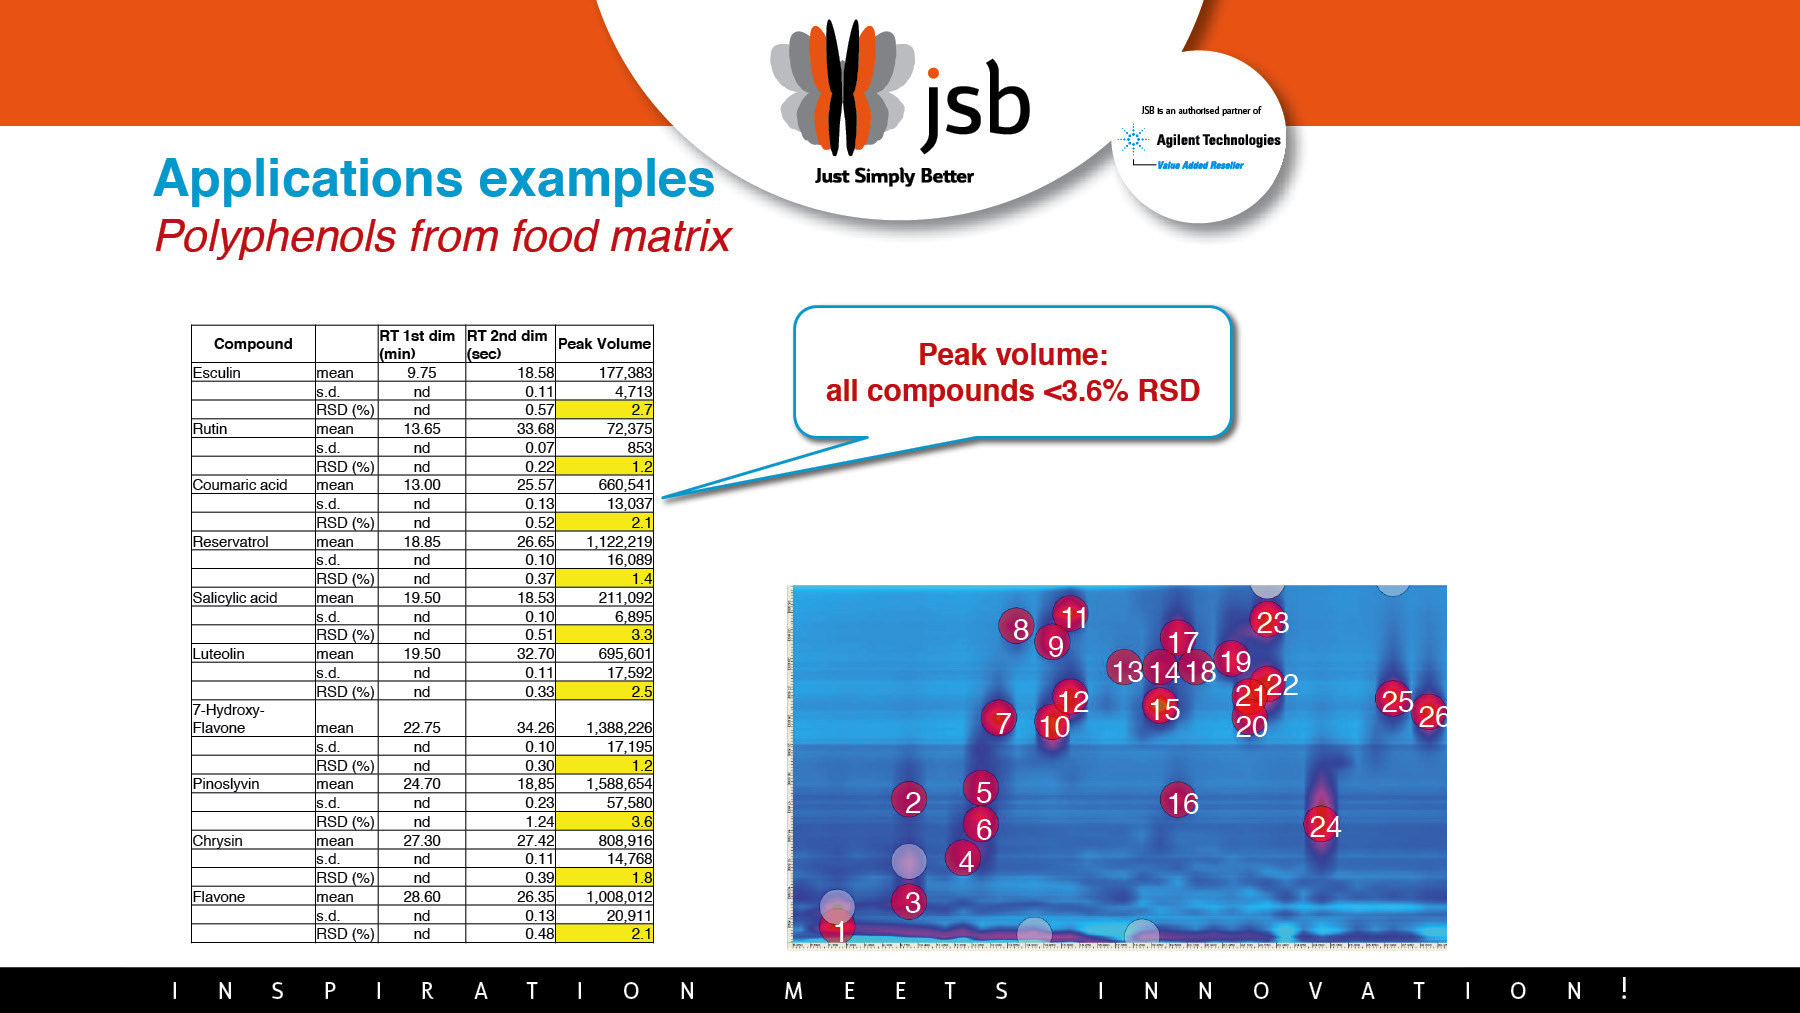 jsb
Just Simply Better
JSB is an authorised partner of
Agilent Technologies
Value Added Reseller
Applications examples
Polyphenols from food matrix
Compound RT 1st dim (min) RT 2nd dim (sec) Peak Volume
Esculin mean 9.75 18.58 177,383
s.d. nd 0.11 4,713
RSD (%) nd 0.57 2.7
Rutin mean 13.65 33.68 72,375
s.d. nd 0.07 853
RSD (%) nd 0.22 1.2
Coumaric acid mean 13.00 25.57 660,541
s.d. nd 0.13 13,037
RSD (%) nd 0.52 2.1
Reservatrol mean 18.85 26.65 1,122,219
s.d. nd 0.10 16,089
RSD (%) nd 0.37 1.4
Salicylic acid mean 19.50 18.53 211,092
s.d. nd 0.10 6,895
RSD (%) nd 0.51 3.3
Luteolin mean 19.50 32.70 695,601
s.d. nd 0.11 17,592
RSD (%) nd 0.33 2.5
7-Hydroxy-
Flavone mean 22.75 34.26 1,388,226
s.d. nd 0.10 17,195
RSD (%) nd 0.30 1.2
Pinoslyvin mean 24.70 18,85 1,588,654
s.d. nd 0.23 57,580
RSD (%) nd 1.24 3.6
Chrysin mean 27.30 27.42 808,916
s.d. nd 0.11 14,768
RSD (%) nd 0.39 1.8
Flavone mean 28.60 26.35 1,008,012
s.d. nd 0.13 20,911
RSD (%) nd 0.48 2.1
Peak volume:
all compounds <3.6% RSD
11
8
23
9
17
19
13 14 18
22
21
12
25
15
26
7
10
20
5
2
16
6
24
4
3
1
INSPIRATION MEETS INNOVATION!